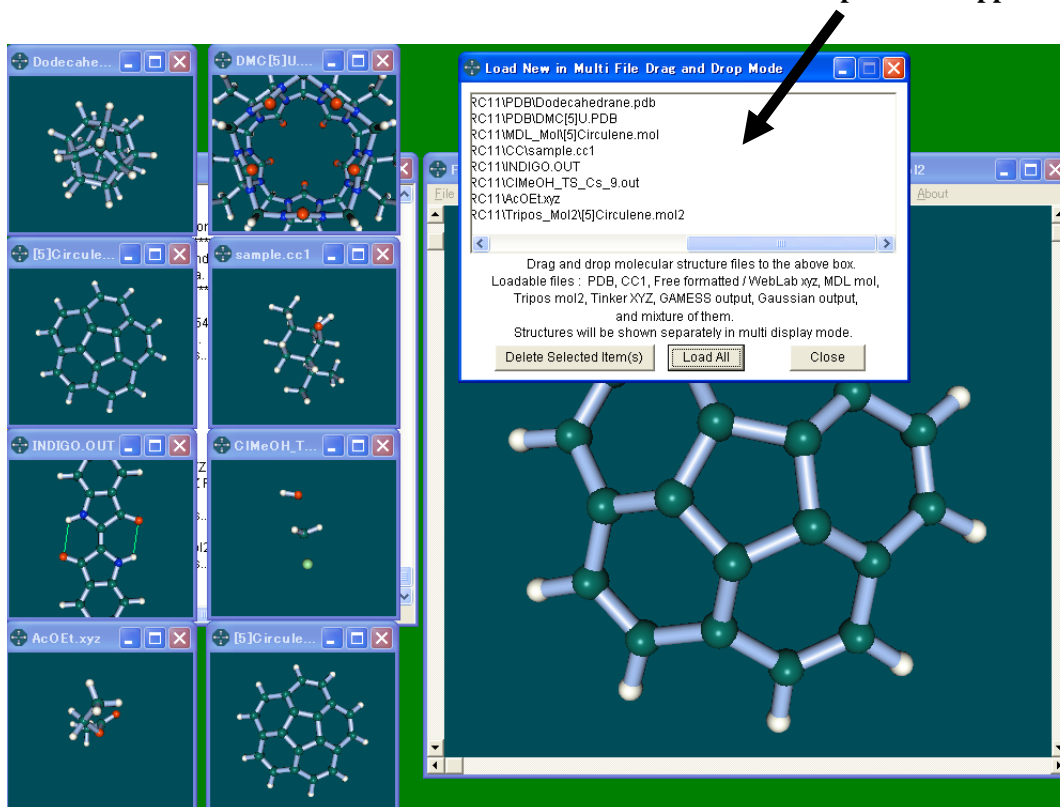 Dodecahe...
DMC[5]U....
Load New in Multi File Drag and Drop Mode
RC11\PDB\Dodecahedrane.pdb
RC11\PDB\DMC[5]U.PDB
RC11\MDL_Mol\[5]Circulene.mol
RC11\CC\sample.cc1
RC11\INDIGO.OUT
RC11\ClMeOH_TS_Cs_9.out
RC11\AcOEt.xyz
RC11\Tripos_Mol2\[5]Circulene.mol2
Drag and drop molecular structure files to the above box.
Loadable files : PDB, CC1, Free formatted / WebLab xyz, MDL mol,
Tripos mol2, Tinker XYZ, GAMESS output, Gaussian output,
and mixture of them.
Structures will be shown separately in multi display mode.
Delete Selected Item(s)
Load All
Close
File
l2
About
[5]Circule...
sample.cc1
INDIGO.OUT
ClMeOH_T...
AcOEt.xyz
[5]Circule...